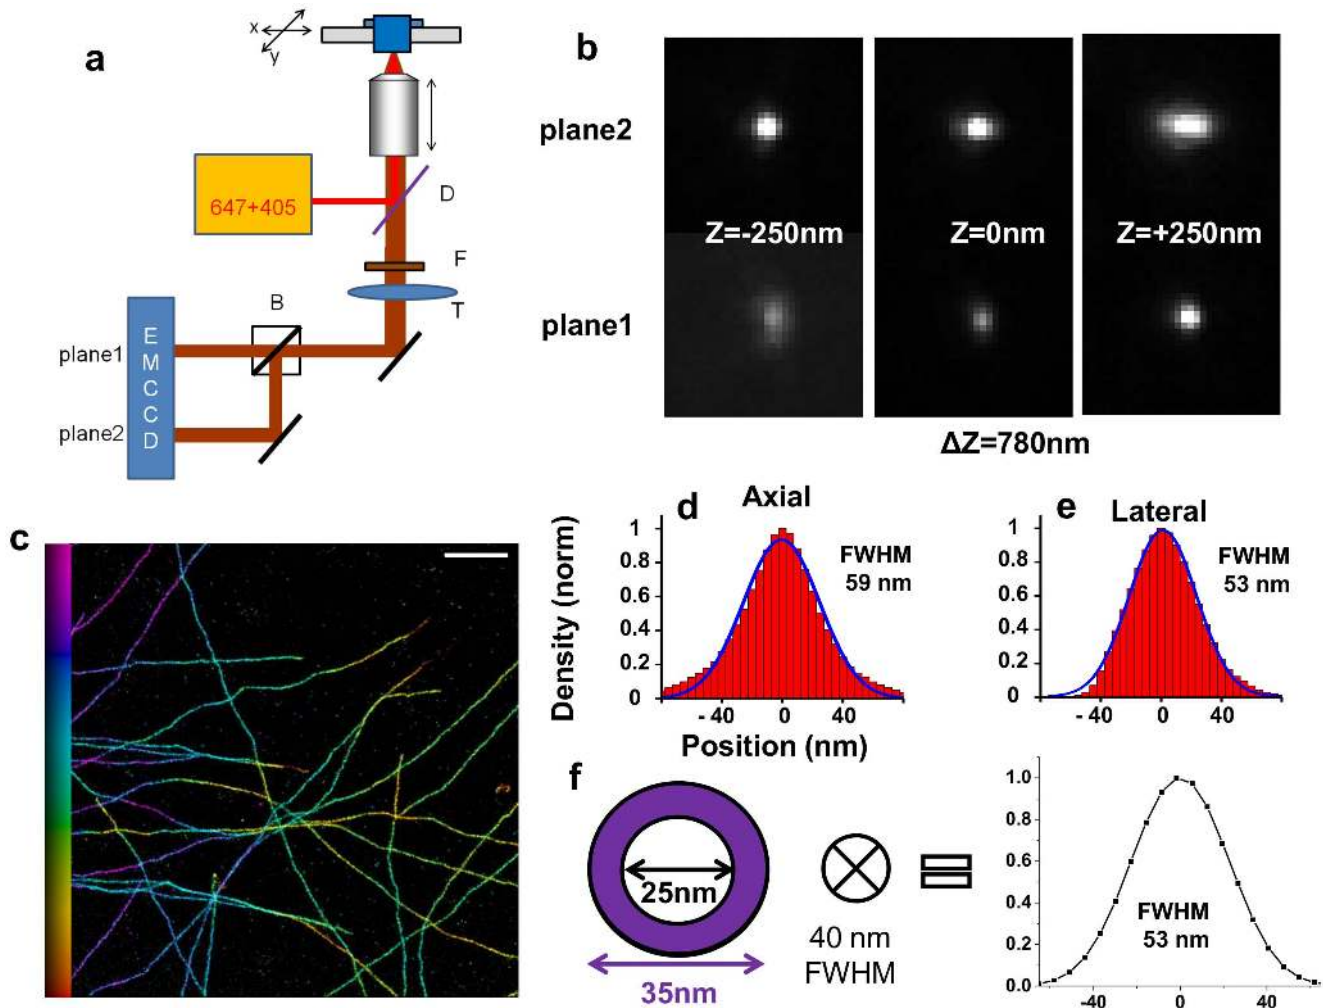 a
x
y
647+405
D
F
T
B
plane1
plane2
E
M
C
C
D
b
plane2
plane1
Z=-250nm
Z=0nm
Z=+250nm
ΔZ=780nm
c
d
Axial
FWHM
59 nm
Density (norm)
1
0.8
0.6
0.4
0.2
0
- 40
0
40
Position (nm)
e
Lateral
FWHM
53 nm
1
0.8
0.6
0.4
0.2
0
- 40
0
40
f
25nm
35nm
40 nm
FWHM
1.0
0.8
0.6
0.4
0.2
0.0
FWHM
53 nm
-40
0
40